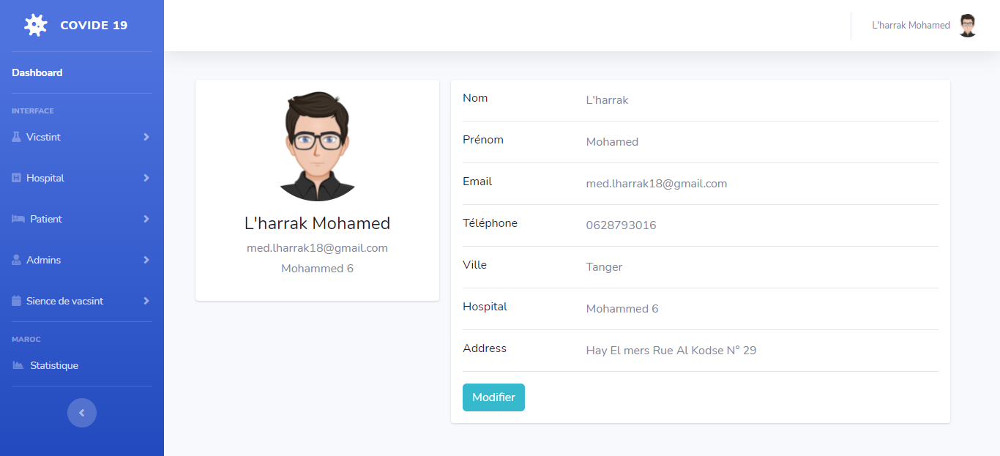 COVIDE 19
L'harrak Mohamed
Dashboard
INTERFACE
Vicstint
Hospital
Patient
Admins
Sience de vacsint
MAROC
Statistique
L'harrak Mohamed
med.lharrak18@gmail.com
Mohammed 6
Nom L'harrak
Prénom Mohamed
Email med.lharrak18@gmail.com
Téléphone 0628793016
Ville Tanger
Hospital Mohammed 6
Address Hay El mers Rue Al Kodse N° 29
Modifier